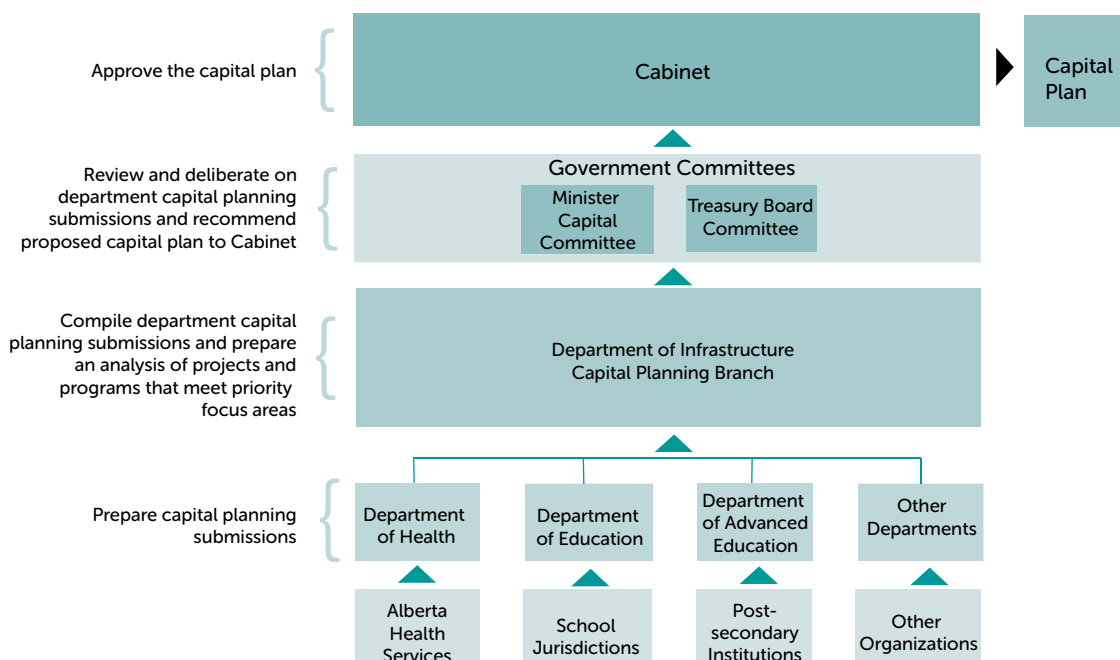 Approve the capital plan
Cabinet
Capital
Plan
Review and deliberate on
department capital planning
submissions and recommend
proposed capital plan to Cabinet
Government Committees
Minister
Capital
Committee
Treasury Board
Committee
Compile department capital
planning submissions and prepare
an analysis of projects and
programs that meet priority
focus areas
Department of Infrastructure
Capital Planning Branch
Prepare capital planning
submissions
Department
of Health
Department
of Education
Department
of Advanced
Education
Other
Departments
Alberta
Health
Services
School
Jurisdictions
Post-
secondary
Institutions
Other
Organizations